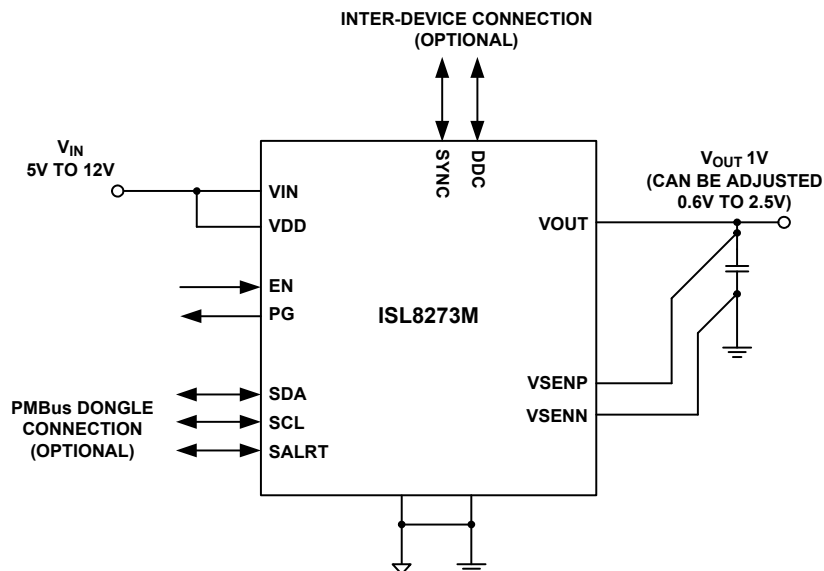 INTER-DEVICE CONNECTION
(OPTIONAL)
SYNC
DDC
VIN
5V TO 12V
VIN
VDD
VOUT
VOUT 1V
(CAN BE ADJUSTED
0.6V TO 2.5V)
EN
PG
ISL8273M
VSENP
VSENN
SDA
SCL
SALRT
PMBus DONGLE
CONNECTION
(OPTIONAL)